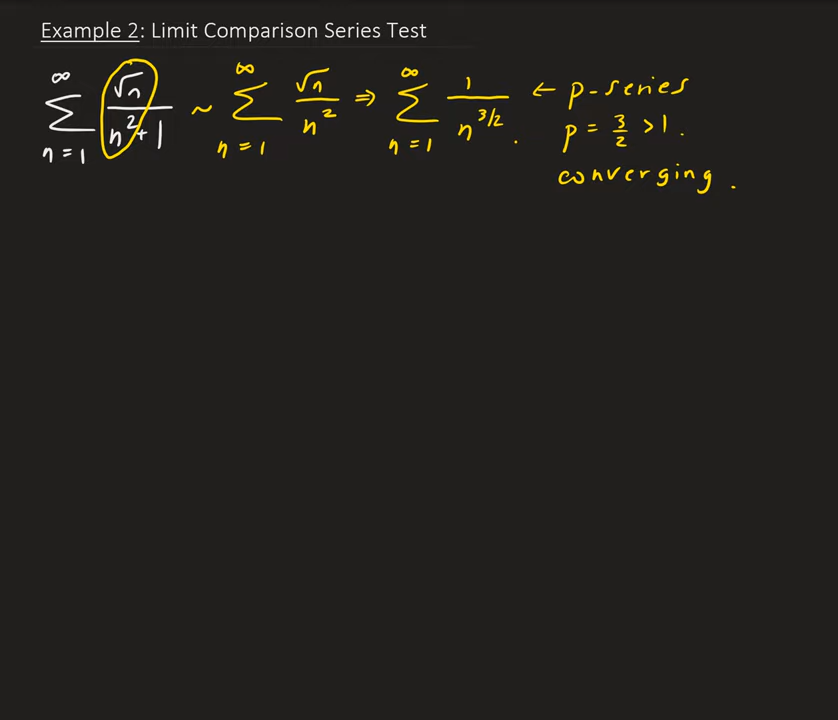 Example 2: Limit Comparison Series Test
∞ ∑ n = 1 √n / n² + 1 ~ ∞ ∑ n = 1 √n / n² ⇒ ∞ ∑ n = 1 1 / n^3/2 . ← p-series
p = 3/2 > 1 .
converging .